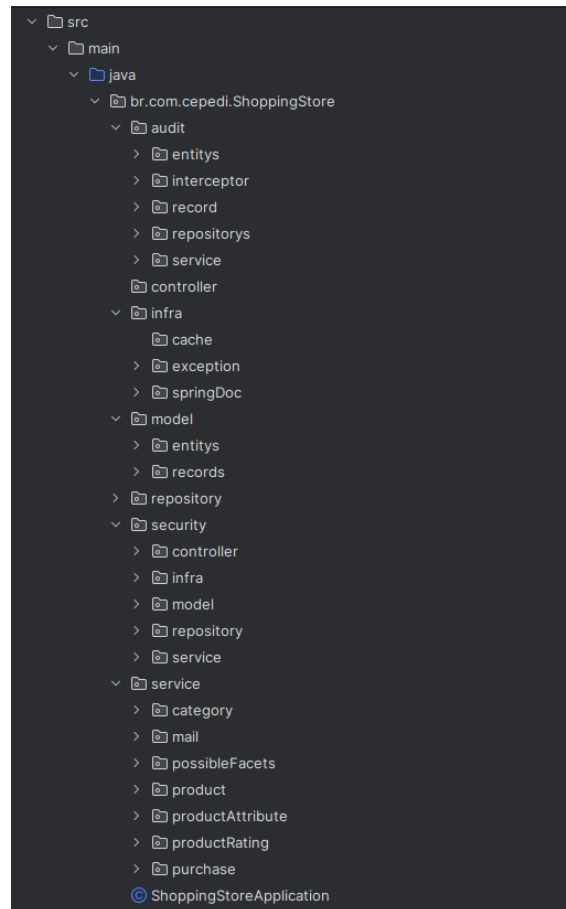 src
main
java
br.com.cepedi.ShoppingStore
audit
entitys
interceptor
record
repositorys
service
controller
infra
cache
exception
springDoc
model
entitys
records
repository
security
controller
infra
model
repository
service
service
category
mail
possibleFacets
product
productAttribute
productRating
purchase
ShoppingStoreApplication